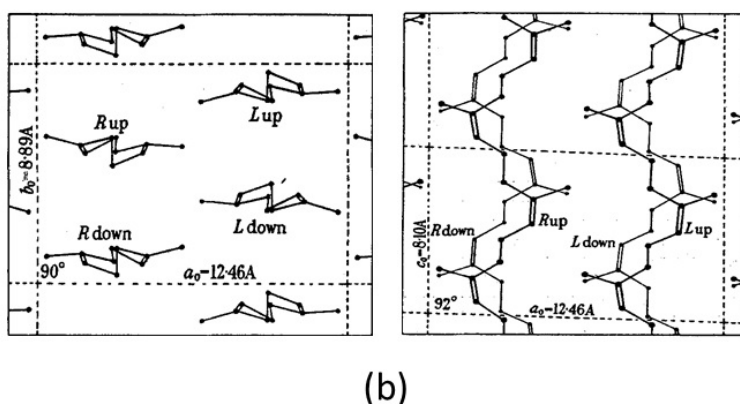 R up
L up
b₀=8·89A
R down
L down
90°
a₀=12·46A
R down
R up
L down
L up
c₀=8·10A
92°
a₀=12·46A
(b)